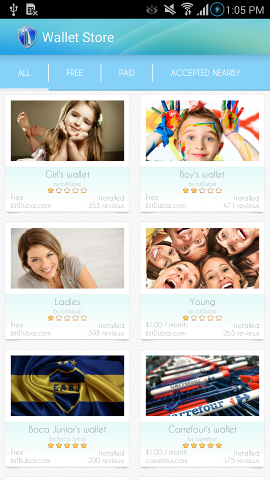 1:05 PM
Wallet Store
ALL FREE PAID ACCEPTED NEARBY
Girl's wallet
by bitDubai
Free Installed
bitDubai.com 353 reviews
Boy's wallet
by bitDubai
Free Installed
bitDubai.com 471 reviews
Ladies
by bitDubai
Free Installed
bitDubai.com 398 reviews
Young
by bitDubai
$1.00 / month Installed
bitDubai.com 265 reviews
CABJ
Boca Junior's wallet
by Boca Juniors
Free Installed
bitDubai.com 290 reviews
Carrefour
Carrefour's wallet
by carrefour
$1.00 / month Installed
carrefour.com 175 reviews